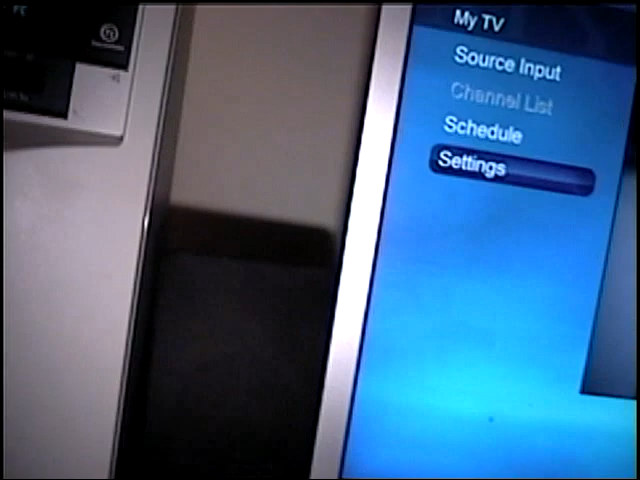 My TV
Source Input
Channel List
Schedule
Settings